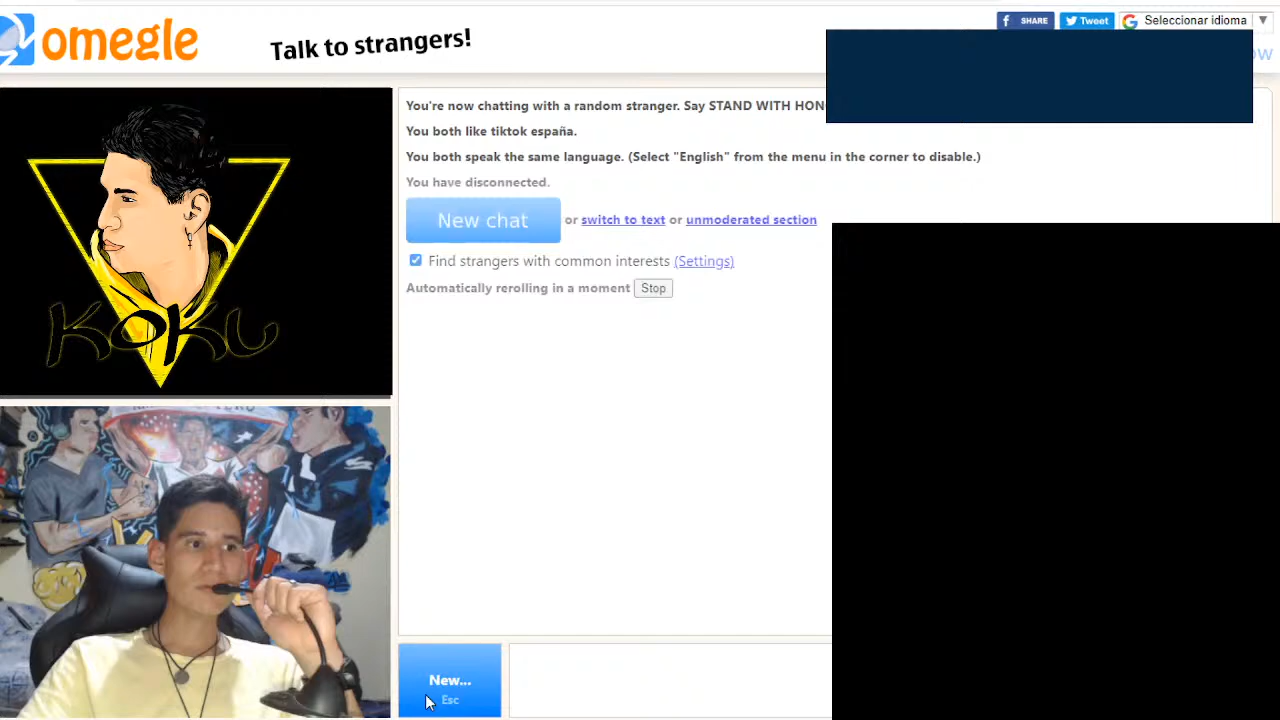 omegle
Talk to strangers!
SHARE
Tweet
Seleccionar idioma
KOKU
You're now chatting with a random stranger. Say STAND WITH
You both like tiktok españa.
You both speak the same language. (Select "English" from the menu in the corner to disable.)
You have disconnected.
New chat or switch to text or unmoderated section
Find strangers with common interests (Settings)
Automatically rerolling in a moment Stop
New...
Esc